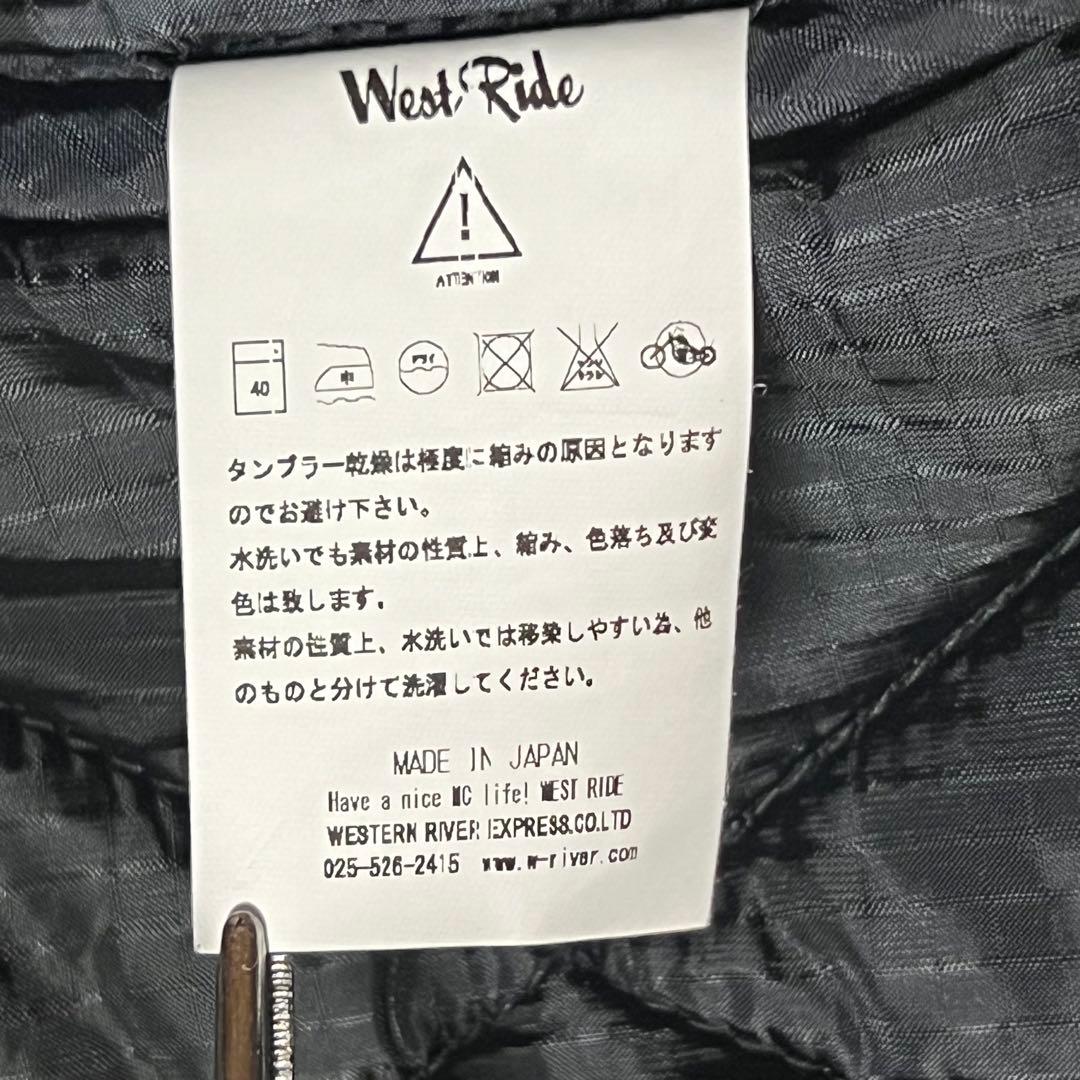 West Ride
!
ATTENTION
40 中 ドライ エンソ サラシ
タンブラー乾燥は極度に縮みの原因となります
のでお避け下さい。
水洗いでも素材の性質上、縮み、色落ち及び変
色は致します。
素材の性質上、水洗いでは移染しやすい為、他
のものと分けて洗濯してください。
MADE IN JAPAN
Have a nice MC life! WEST RIDE
WESTERN RIVER EXPRESS.CO.LTD
025-526-2415 www.w-river.com